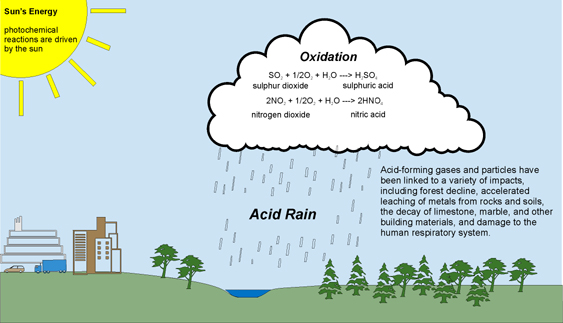 Sun's Energy
photochemical
reactions are driven
by the sun
Oxidation
SO₂ + 1/2O₂ + H₂O ---> H₂SO₄
sulphur dioxide sulphuric acid
2NO₂ + 1/2O₂ + H₂O ---> 2HNO₃
nitrogen dioxide nitric acid
Acid Rain
Acid-forming gases and particles have
been linked to a variety of impacts,
including forest decline, accelerated
leaching of metals from rocks and soils,
the decay of limestone, marble, and other
building materials, and damage to the
human respiratory system.